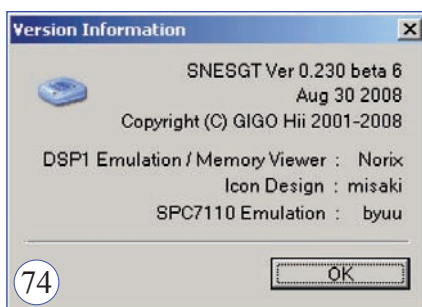 Version Information
SNESGT Ver 0.230 beta 6
Aug 30 2008
Copyright (C) GIGO Hii 2001-2008
DSP1 Emulation / Memory Viewer : Norix
Icon Design : misaki
SPC7110 Emulation : byuu
OK
74